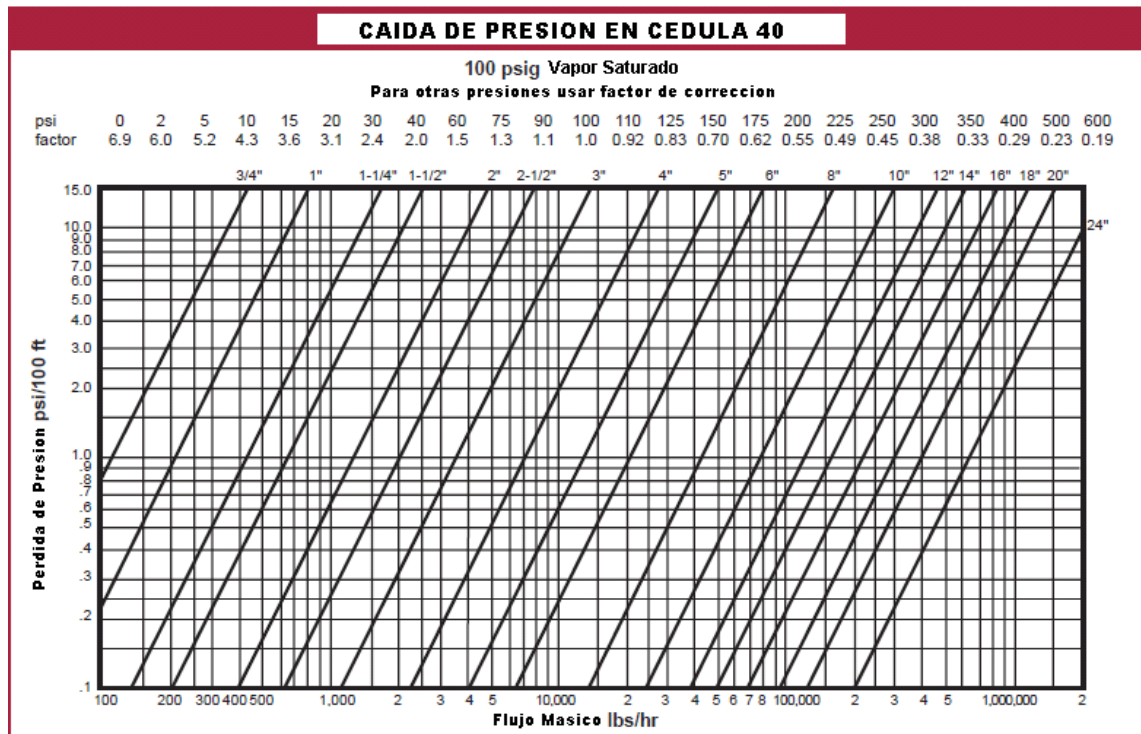 CAIDA DE PRESION EN CEDULA 40
100 psig Vapor Saturado
Para otras presiones usar factor de correccion
psi 0 2 5 10 15 20 30 40 60 75 90 100 110 125 150 175 200 225 250 300 350 400 500 600
factor 6.9 6.0 5.2 4.3 3.6 3.1 2.4 2.0 1.5 1.3 1.1 1.0 0.92 0.83 0.70 0.62 0.55 0.49 0.45 0.38 0.33 0.29 0.23 0.19
3/4" 1" 1-1/4" 1-1/2" 2" 2-1/2" 3" 4" 5" 6" 8" 10" 12" 14" 16" 18" 20"
24"
15.0
10.0
9.0
8.0
7.0
6.0
5.0
4.0
3.0
2.0
1.0
.9
.8
.7
.6
.5
.4
.3
.2
.1
Perdida de Presion psi/100 ft
100 200 300 400 500 1,000 2 3 4 5 10,000 2 3 4 5 6 7 8 100,000 2 3 4 5 1,000,000 2
Flujo Masico lbs/hr